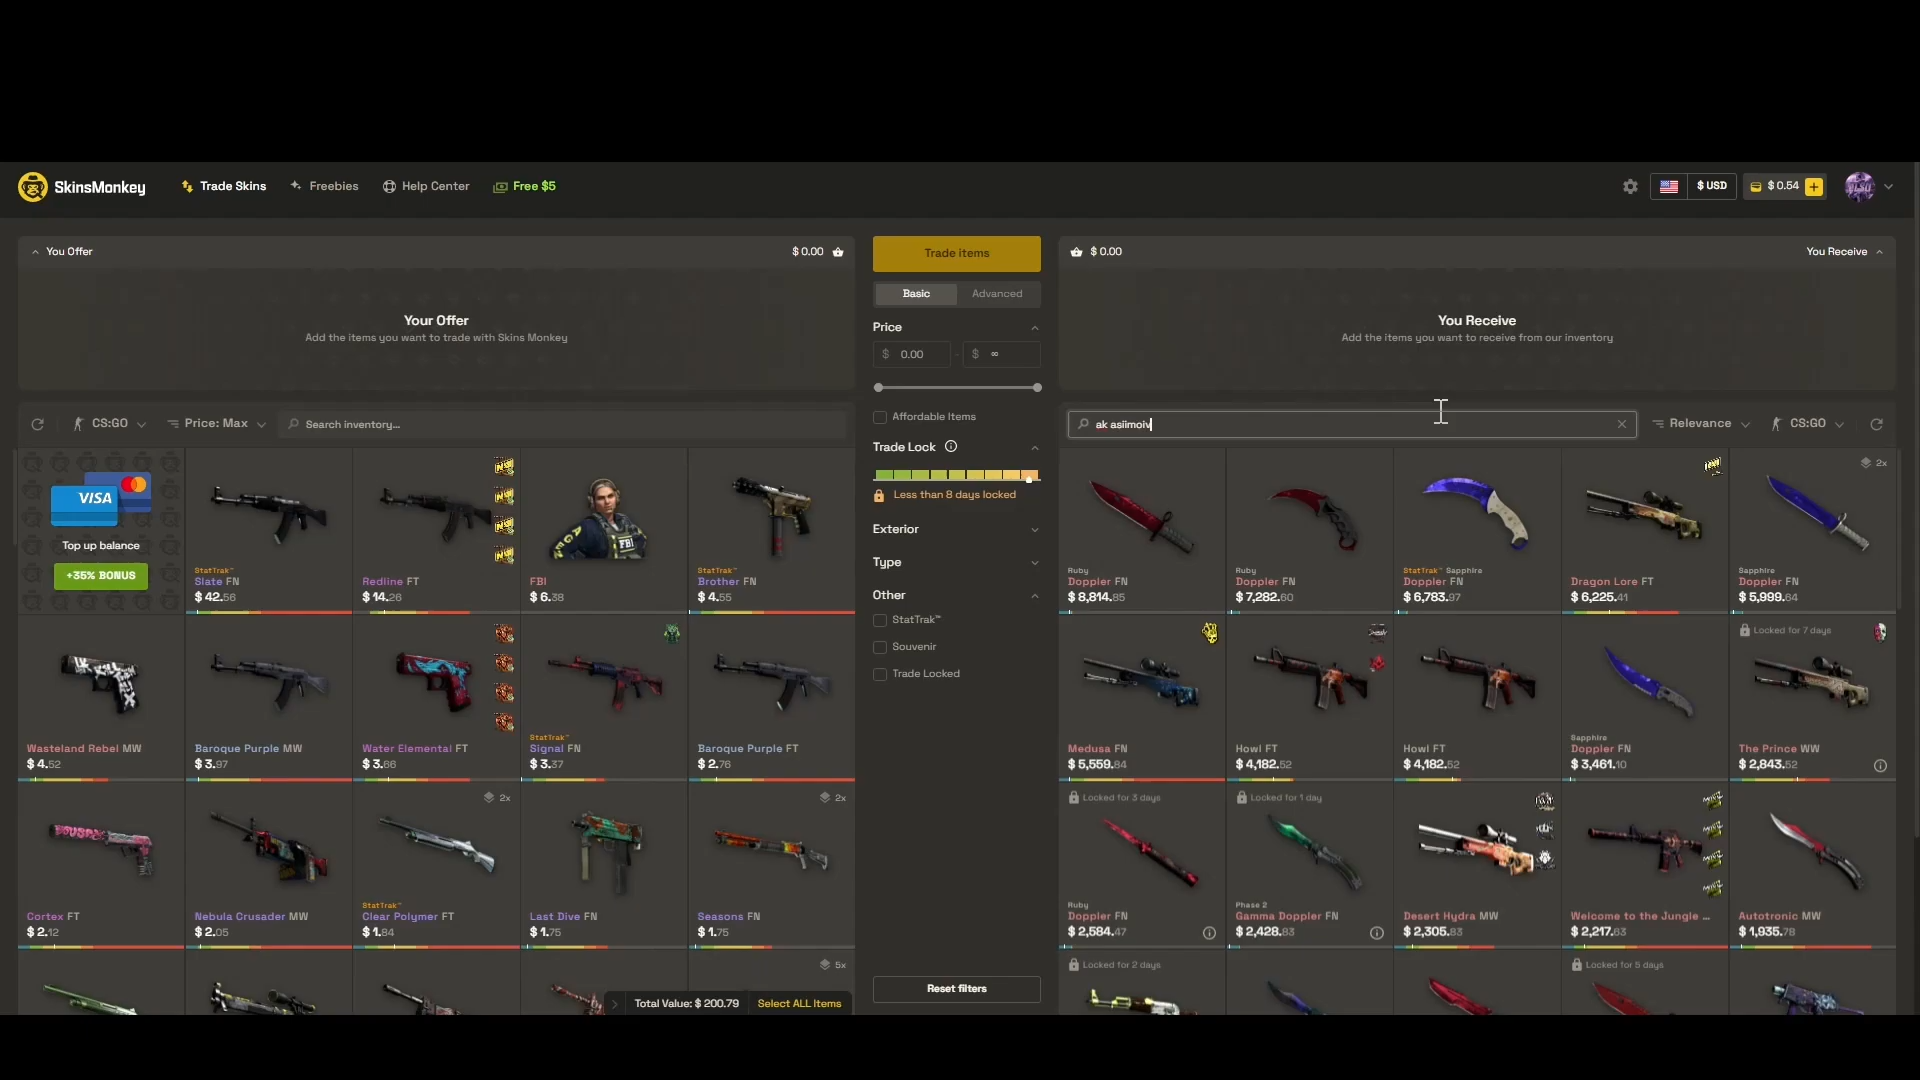 SkinsMonkey
Trade Skins
Freebies
Help Center
Free $5
$ USD
$ 0.54
You Offer
$ 0.00
Your Offer
Add the items you want to trade with Skins Monkey
Trade items
Basic
Advanced
Price
$ 0.00 - $ ∞
Affordable Items
Trade Lock
Less than 8 days locked
Exterior
Type
Other
StatTrak™
Souvenir
Trade Locked
Reset filters
$ 0.00
You Receive
You Receive
Add the items you want to receive from our inventory
CS:GO
Price: Max
Search inventory...
VISA
Top up balance
+35% BONUS
StatTrak™
Slate FN
$ 42.56
Redline FT
$ 14.26
FBI
$ 6.38
StatTrak™
Brother FN
$ 4.55
Wasteland Rebel MW
$ 4.52
Baroque Purple MW
$ 3.97
Water Elemental FT
$ 3.66
StatTrak™
Signal FN
$ 3.37
Baroque Purple FT
$ 2.76
Cortex FT
$ 2.12
Nebula Crusader MW
$ 2.05
2x
StatTrak™
Clear Polymer FT
$ 1.84
Last Dive FN
$ 1.75
2x
Seasons FN
$ 1.75
5x
Total Value: $ 200.79
Select ALL Items
ak asiimoiv
Relevance
CS:GO
Ruby
Doppler FN
$ 8,814.85
Ruby
Doppler FN
$ 7,282.60
StatTrak™ Sapphire
Doppler FN
$ 6,783.97
Dragon Lore FT
$ 6,225.41
2x
Sapphire
Doppler FN
$ 5,999.64
Medusa FN
$ 5,559.84
Howl FT
$ 4,182.52
Howl FT
$ 4,182.52
Sapphire
Doppler FN
$ 3,461.10
Locked for 7 days
The Prince WW
$ 2,843.52
Locked for 3 days
Ruby
Doppler FN
$ 2,584.47
Locked for 1 day
Phase 2
Gamma Doppler FN
$ 2,428.83
Desert Hydra MW
$ 2,305.83
Welcome to the Jungle ...
$ 2,217.63
Autotronic MW
$ 1,935.78
Locked for 2 days
Locked for 5 days